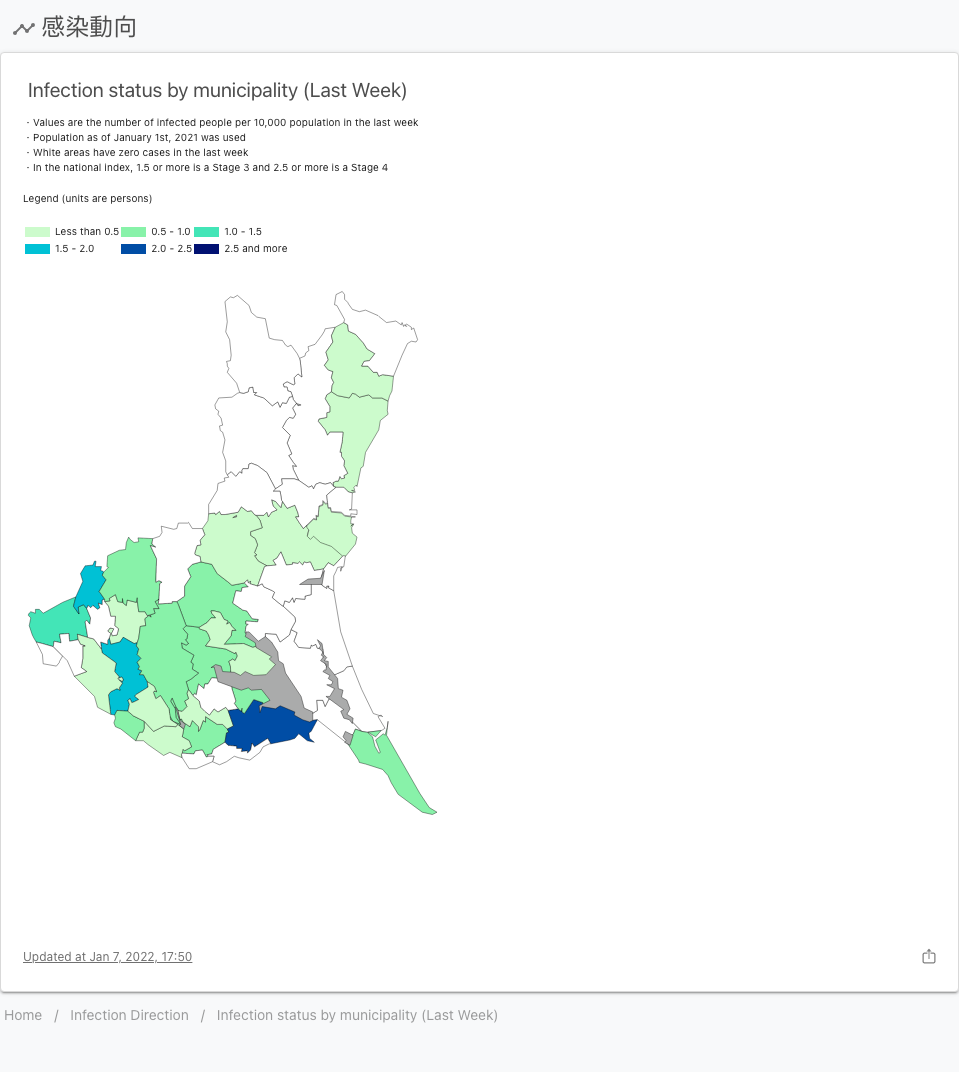 感染動向
Infection status by municipality (Last Week)
· Values are the number of infected people per 10,000 population in the last week
· Population as of January 1st, 2021 was used
· White areas have zero cases in the last week
· In the national index, 1.5 or more is a Stage 3 and 2.5 or more is a Stage 4
Legend (units are persons)
Less than 0.5 0.5 - 1.0 1.0 - 1.5
1.5 - 2.0 2.0 - 2.5 2.5 and more
Updated at Jan 7, 2022, 17:50
Home / Infection Direction / Infection status by municipality (Last Week)